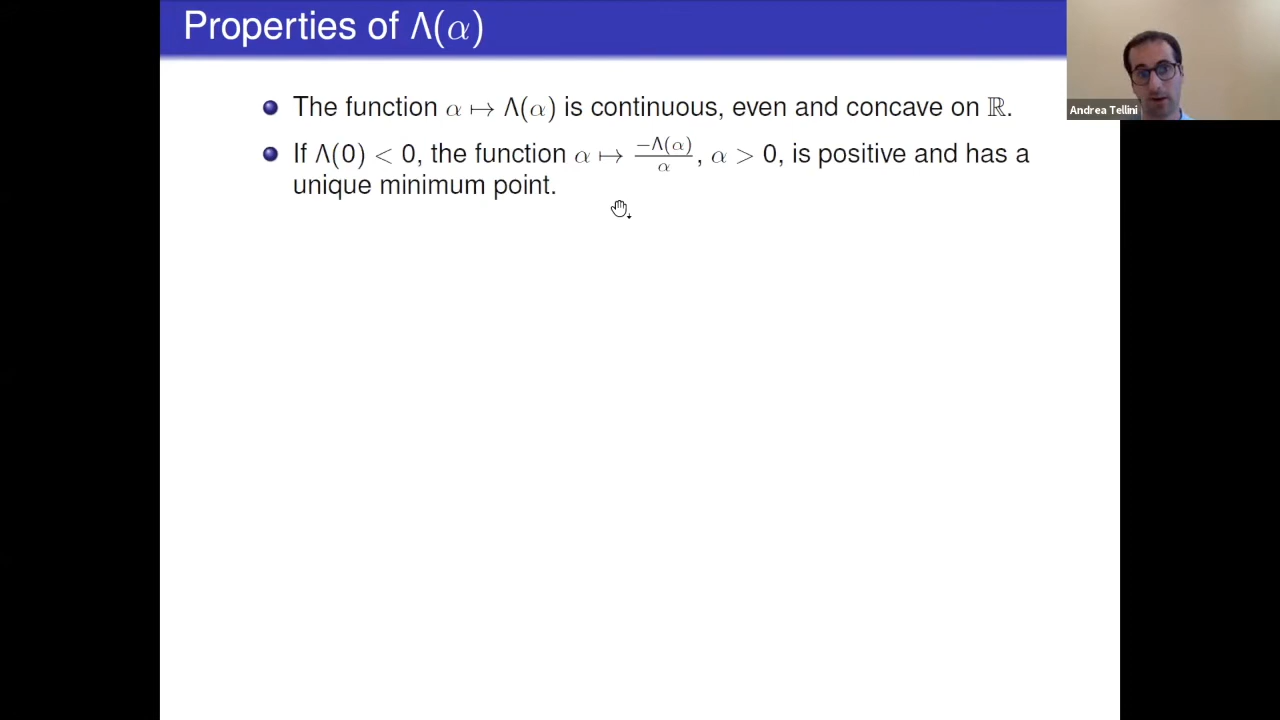 Properties of Λ(α)
Andrea Tellini
The function α ↦ Λ(α) is continuous, even and concave on ℝ.
If Λ(0) < 0, the function α ↦ −Λ(α)/α, α > 0, is positive and has a
unique minimum point.